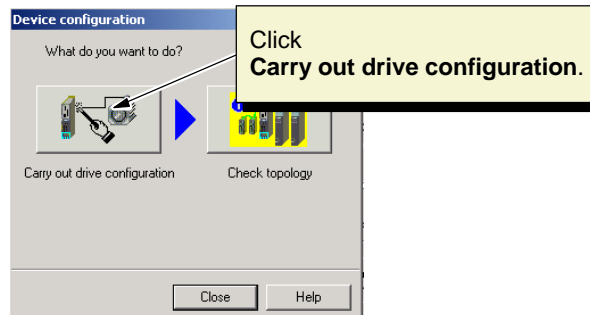 Device configuration
What do you want to do?
Click
Carry out drive configuration.
Carry out drive configuration
Check topology
Close
Help